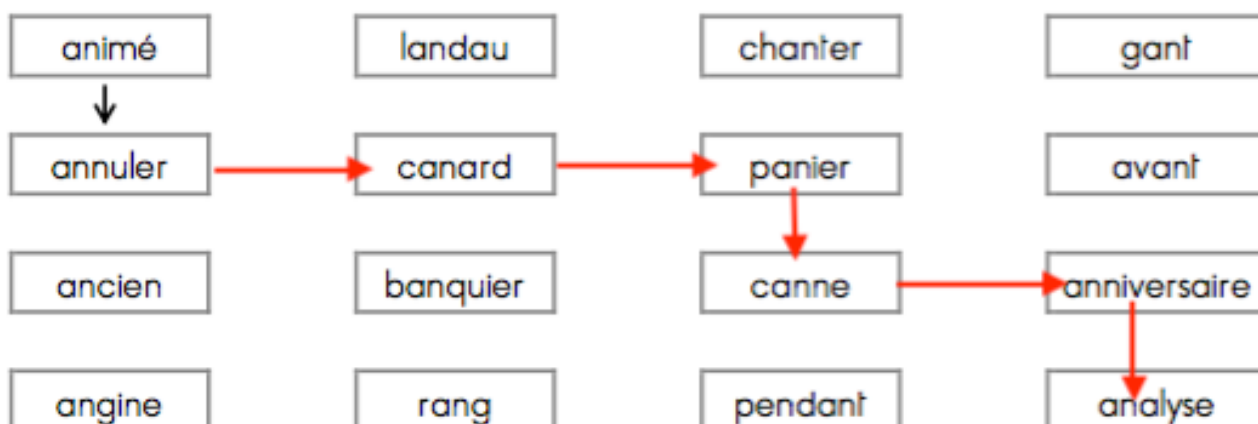 animé landau chanter gant
annuler canard panier avant
ancien banquier canne anniversaire
angine rang pendant analyse